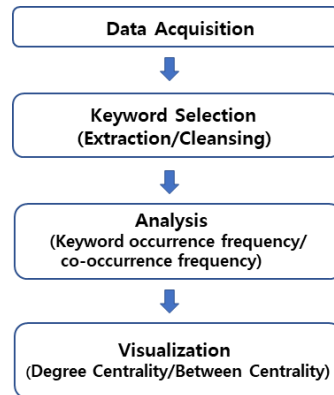 Data Acquisition
Keyword Selection
(Extraction/Cleansing)
Analysis
(Keyword occurrence frequency/
co-occurrence frequency)
Visualization
(Degree Centrality/Between Centrality)